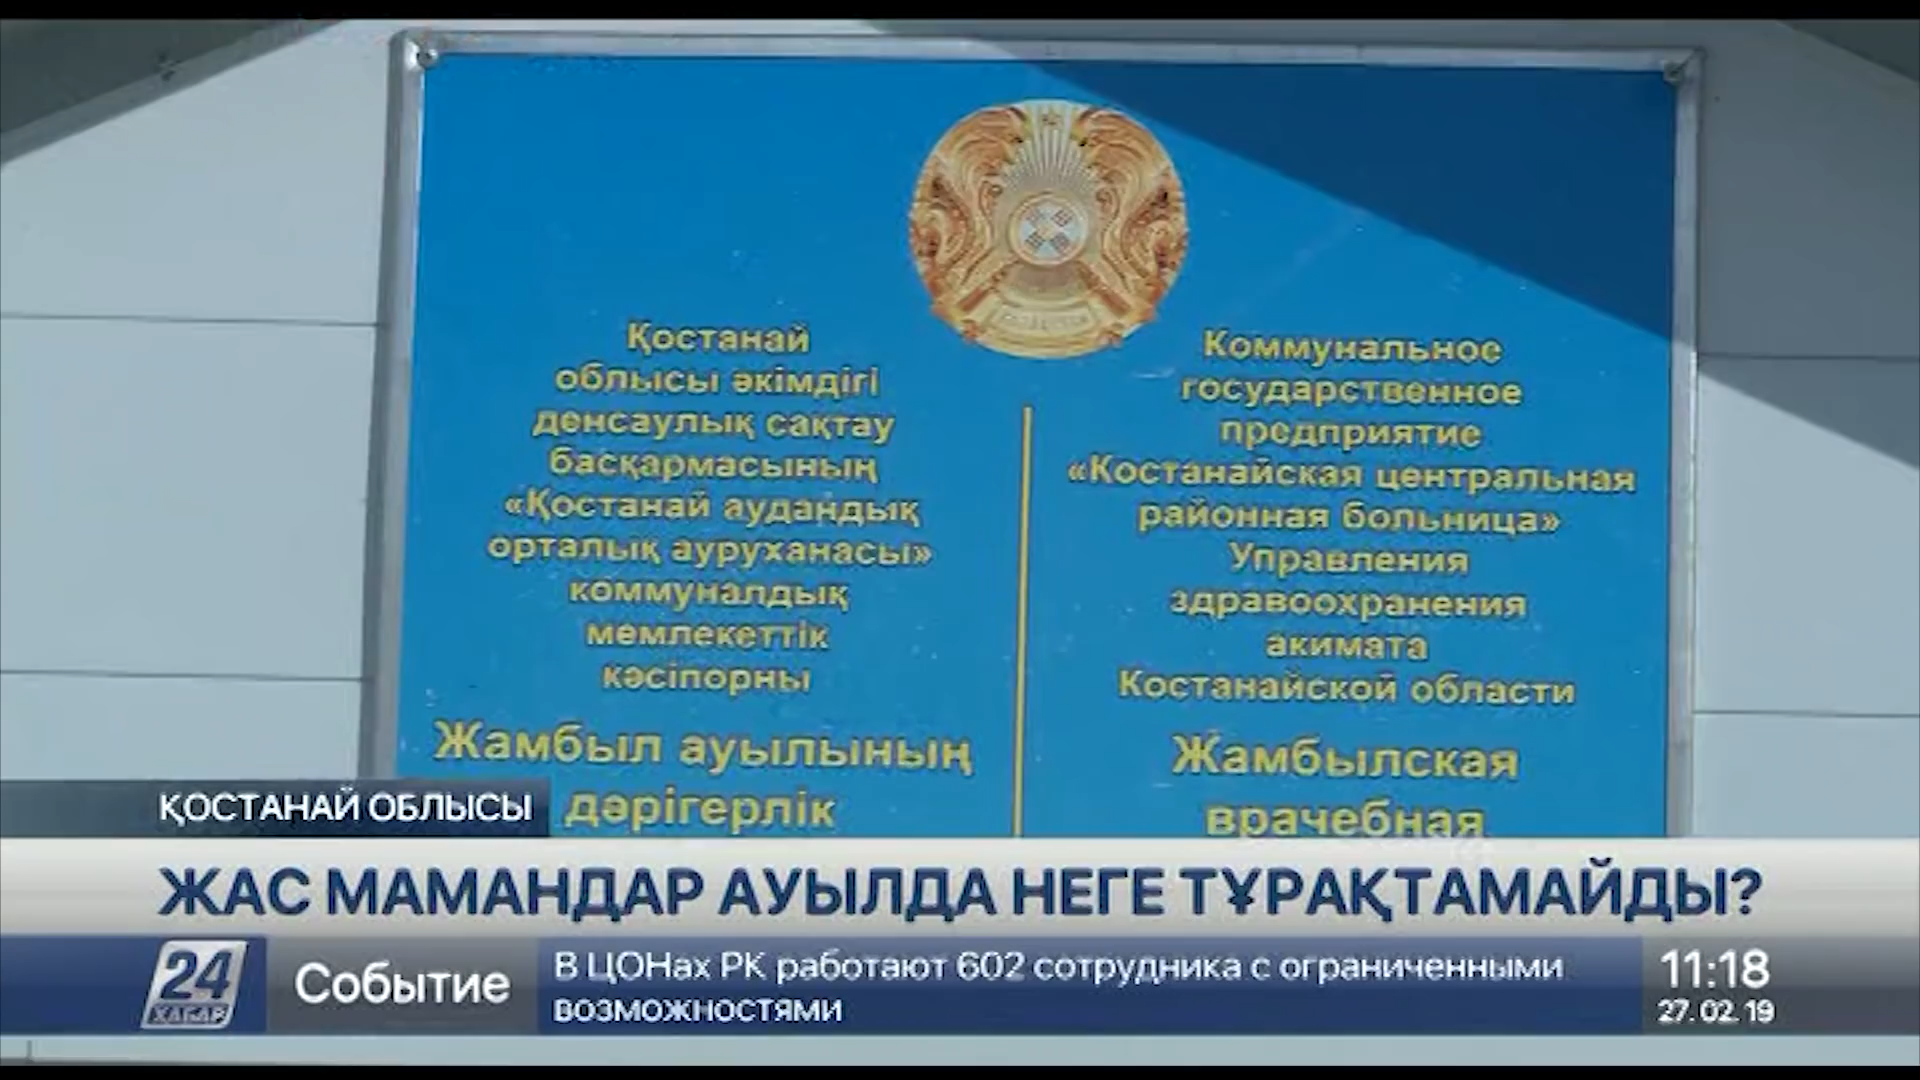 Қостанай
облысы әкімдігі
денсаулық сақтау
басқармасының
«Қостанай аудандық
орталық ауруханасы»
коммуналдық
мемлекеттік
кәсіпорны
Жамбыл ауылының
дәрігерлік
Коммунальное
государственное
предприятие
«Костанайская центральная
районная больница»
Управления
здравоохранения
акимата
Костанайской области
Жамбылская
врачебная
ҚОСТАНАЙ ОБЛЫСЫ
ЖАС МАМАНДАР АУЫЛДА НЕГЕ ТҰРАҚТАМАЙДЫ?
24
ХАБАР
Событие
В ЦОНах РК работают 602 сотрудника с ограниченными
возможностями
11:18
27.02.19